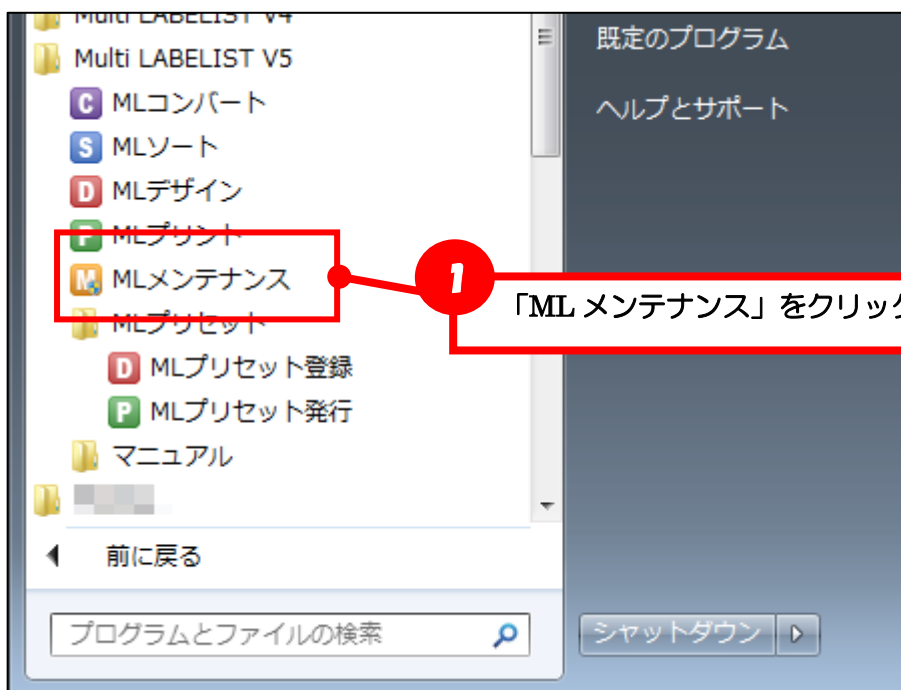 Multi LABELIST V4
Multi LABELIST V5
C MLコンバート
S MLソート
D MLデザイン
P MLプリント
M MLメンテナンス
MLプリセット
D MLプリセット登録
P MLプリセット発行
マニュアル
前に戻る
プログラムとファイルの検索
既定のプログラム
ヘルプとサポート
1
「ML メンテナンス」をクリック
シャットダウン